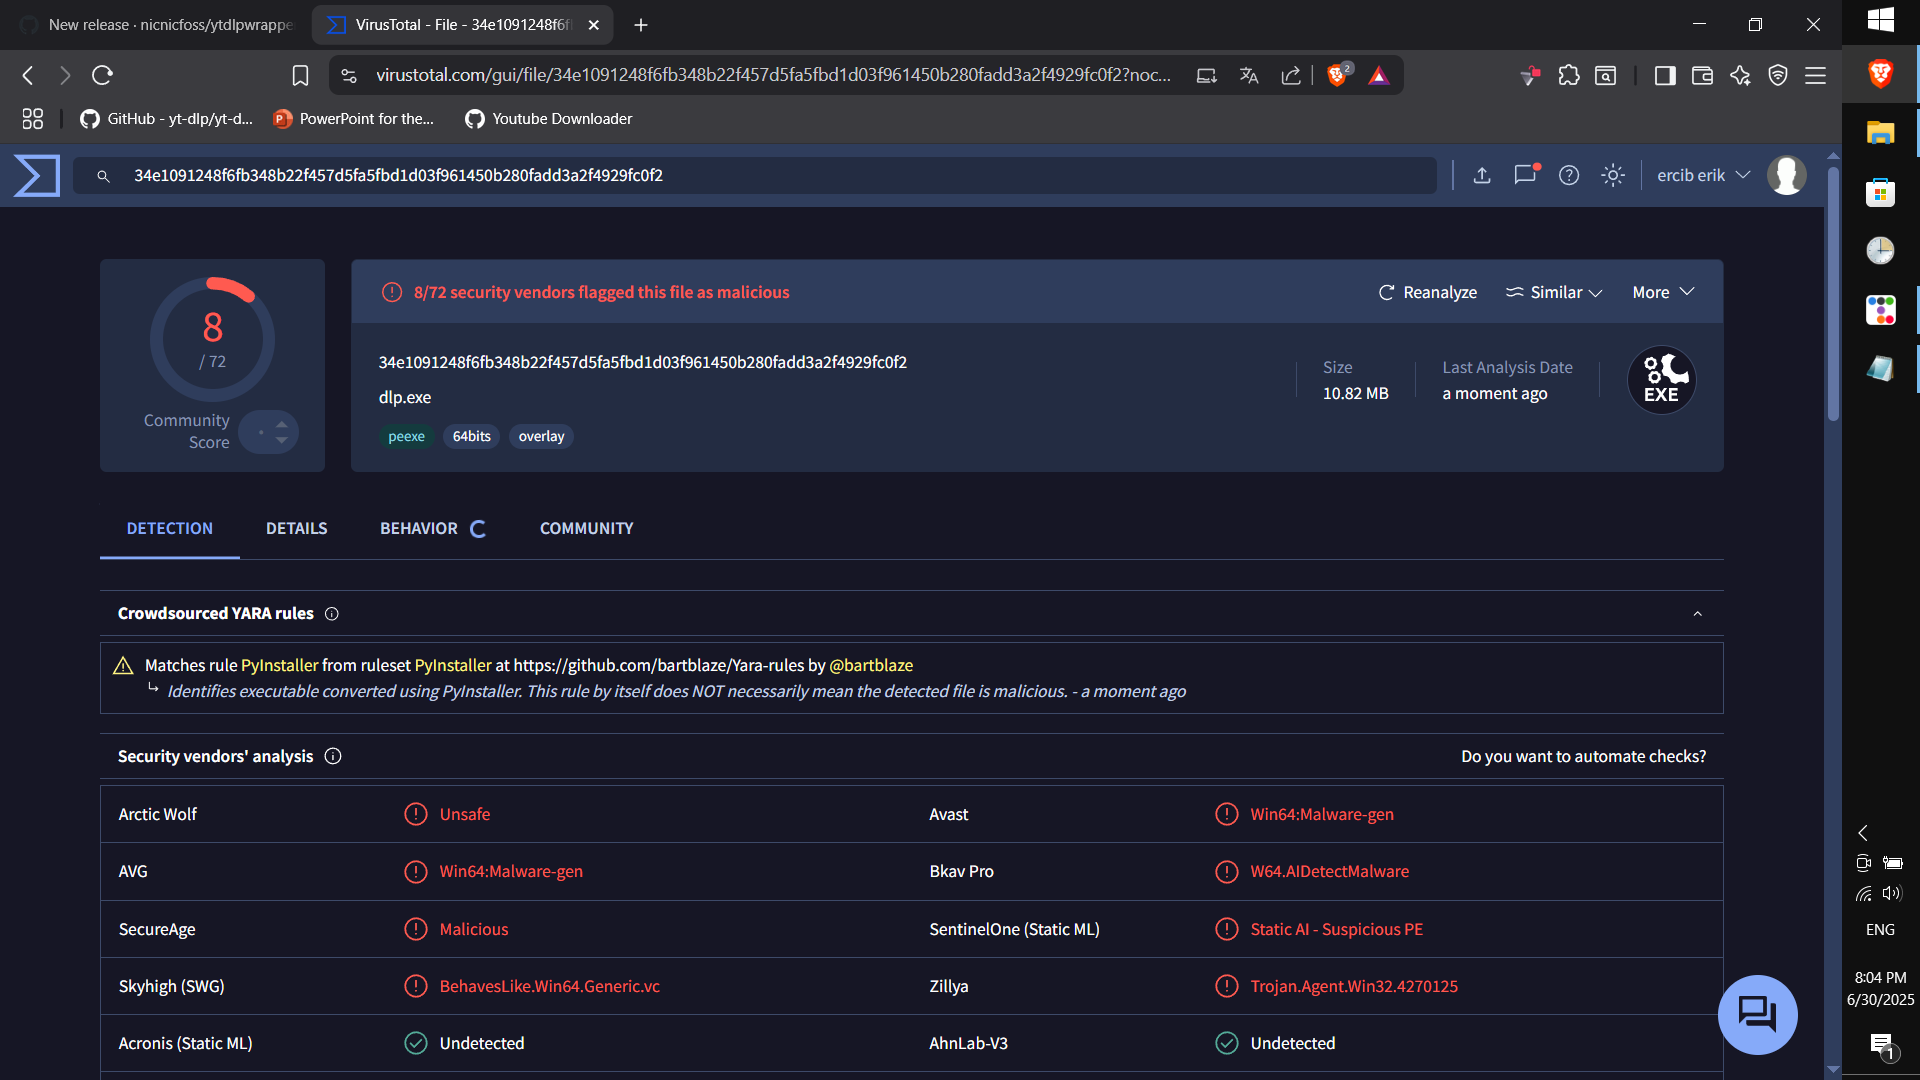 New release · nicnicfoss/ytdlpwrappe
VirusTotal - File - 34e1091248f6f
virustotal.com/gui/file/34e1091248f6fb348b22f457d5fa5fbd1d03f961450b280fadd3a2f4929fc0f2?noc...
2
GitHub - yt-dlp/yt-d...
PowerPoint for the...
Youtube Downloader
34e1091248f6fb348b22f457d5fa5fbd1d03f961450b280fadd3a2f4929fc0f2
ercib erik
8
/ 72
Community
Score
8/72 security vendors flagged this file as malicious
Reanalyze
Similar
More
34e1091248f6fb348b22f457d5fa5fbd1d03f961450b280fadd3a2f4929fc0f2
dlp.exe
peexe
64bits
overlay
Size
10.82 MB
Last Analysis Date
a moment ago
EXE
DETECTION
DETAILS
BEHAVIOR
COMMUNITY
Crowdsourced YARA rules
Matches rule PyInstaller from ruleset PyInstaller at https://github.com/bartblaze/Yara-rules by @bartblaze
Identifies executable converted using PyInstaller. This rule by itself does NOT necessarily mean the detected file is malicious. - a moment ago
Security vendors' analysis
Do you want to automate checks?
Arctic Wolf
Unsafe
Avast
Win64:Malware-gen
AVG
Win64:Malware-gen
Bkav Pro
W64.AIDetectMalware
SecureAge
Malicious
SentinelOne (Static ML)
Static AI - Suspicious PE
Skyhigh (SWG)
BehavesLike.Win64.Generic.vc
Zillya
Trojan.Agent.Win32.4270125
Acronis (Static ML)
Undetected
AhnLab-V3
Undetected
ENG
8:04 PM
6/30/2025
1